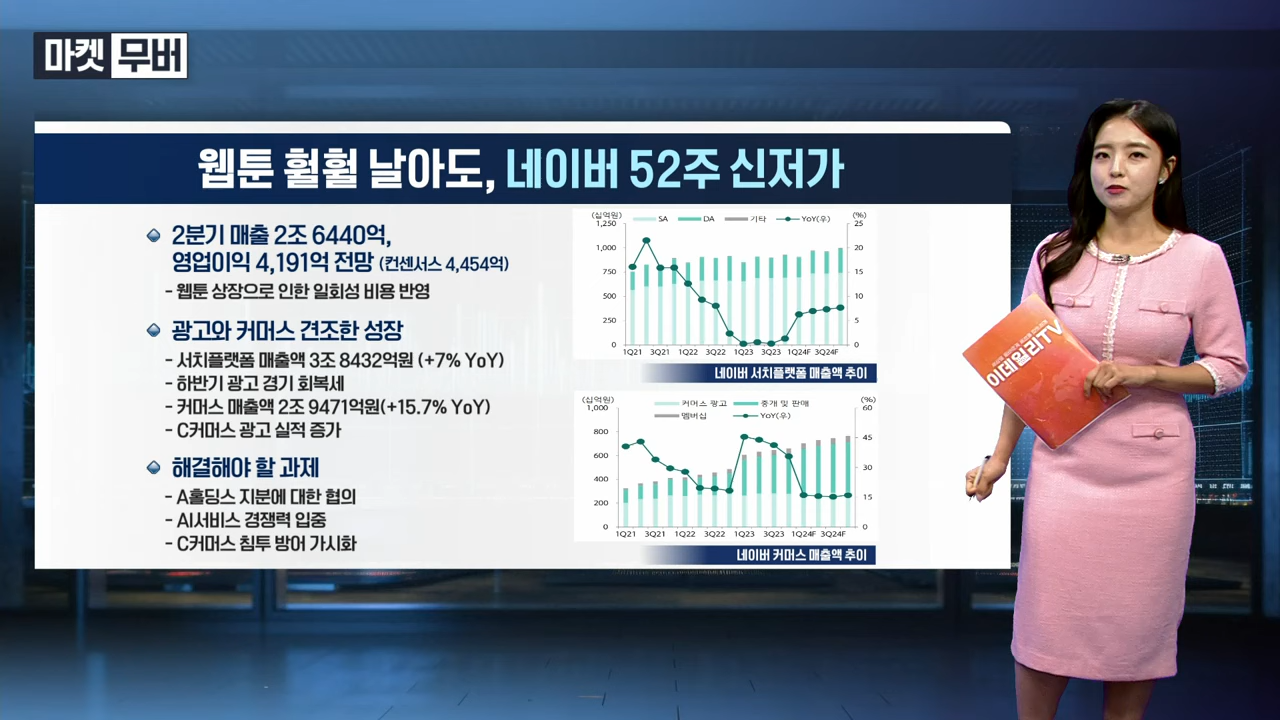 마켓 무버
웹툰 훨훨 날아도, 네이버 52주 신저가
2분기 매출 2조 6440억,
영업이익 4,191억 전망 (컨센서스 4,454억)
- 웹툰 상장으로 인한 일회성 비용 반영
광고와 커머스 견조한 성장
- 서치플랫폼 매출액 3조 8432억원 (+7% YoY)
- 하반기 광고 경기 회복세
- 커머스 매출액 2조 9471억원(+15.7% YoY)
- C커머스 광고 실적 증가
해결해야 할 과제
- A홀딩스 지분에 대한 협의
- AI서비스 경쟁력 입증
- C커머스 침투 방어 가시화
(십억원) SA DA 기타 YoY(우) (%)
1,250 25
1,000 20
750 15
500 10
250 5
0 0
1Q21 3Q21 1Q22 3Q22 1Q23 3Q23 1Q24F 3Q24F
네이버 서치플랫폼 매출액 추이
(십억원) 커머스 광고 중개 및 판매 (%)
멤버십 YoY(우)
1,000 60
800 45
600 30
400 15
200
0 0
1Q21 3Q21 1Q22 3Q22 1Q23 3Q23 1Q24F 3Q24F
네이버 커머스 매출액 추이
이데일리TV